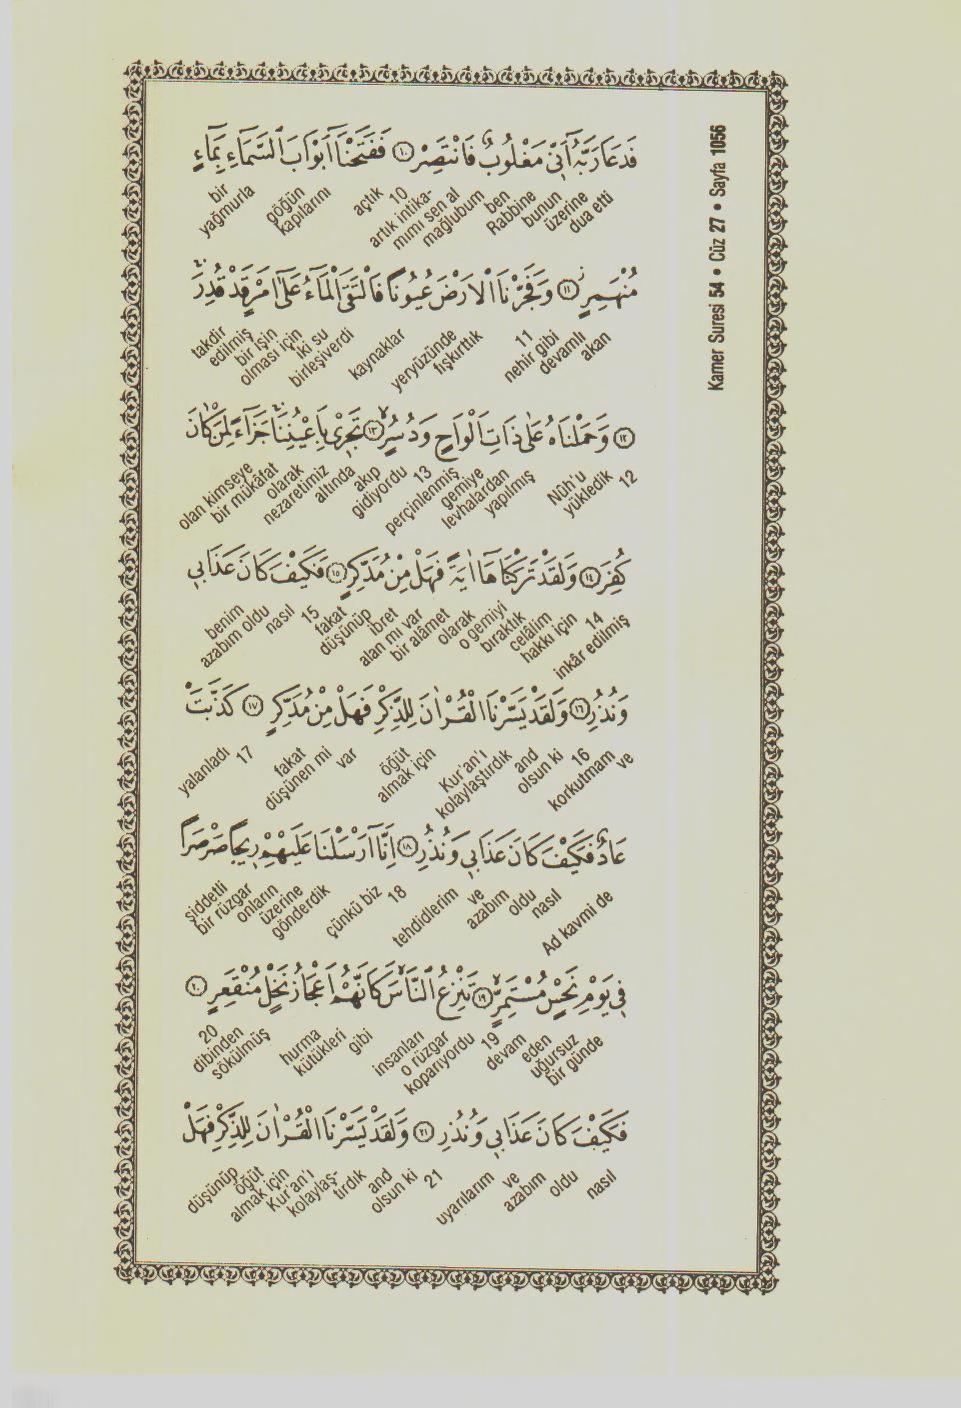 Kamer Suresi 54 • Cüz 27 • Sayfa 1056
فَدَعَا رَبَّهُٓ اَنّ۪ي مَغْلُوبٌ فَانْتَصِرْ ﴿١٠﴾ فَفَتَحْنَٓا اَبْوَابَ السَّمَٓاءِ بِمَٓاءٍ
bunun
üzerine
dua etti
Rabbine
ben
mağlubum
artık intika-
mımı sen al
10
açtık
göğün
kapılarını
bir
yağmurla
مُنْهَمِرٍ ﴿١١﴾ وَفَجَّرْنَا الْاَرْضَ عُيُونًا فَالْتَقَى الْمَٓاءُ عَلٰٓى اَمْرٍ قَدْ قُدِرَ
akan
nehir gibi
devamlı
11
fışkırttık
yeryüzünde
kaynaklar
birleşiverdi
iki su
bir işin
olması için
takdir
edilmiş
﴿١٢﴾ وَحَمَلْنَاهُ عَلٰى ذَاتِ اَلْوَاحٍ وَدُسُرٍ ﴿١٣﴾ تَجْر۪ي بِاَعْيُنِنَا جَزَٓاءً لِمَنْ كَانَ
12
Nûh'u
yükledik
gemiye
levhalardan
yapılmış
perçinlenmiş
13
akıp
gidiyordu
nezaretimiz
altında
bir mükâfat
olarak
olan kimseye
كُفِرَ ﴿١٤﴾ وَلَقَدْ تَرَكْنَاهَٓا اٰيَةً فَهَلْ مِنْ مُدَّكِرٍ ﴿١٥﴾ فَكَيْفَ كَانَ عَذَاب۪ي
inkâr edilmiş
14
celâlim
hakkı için
o gemiyi
bıraktık
bir alâmet
olarak
fakat
düşünüp
ibret
alan mı var
15
nasıl
oldu
benim
azabım
وَنُذُرِ ﴿١٦﴾ وَلَقَدْ يَسَّرْنَا الْقُرْاٰنَ لِلذِّكْرِ فَهَلْ مِنْ مُدَّكِرٍ ﴿١٧﴾ كَذَّبَتْ
ve
korkutmam
16
and
olsun ki
Kur'an'ı
kolaylaştırdık
öğüt
almak için
var
fakat
düşünen mi
17
yalanladı
عَادٌ فَكَيْفَ كَانَ عَذَاب۪ي وَنُذُرِ ﴿١٨﴾ اِنَّٓا اَرْسَلْنَا عَلَيْهِمْ ر۪يحًا صَرْصَرًا
Ad kavmi de
nasıl
oldu
azabım
ve
tehdidlerim
18
çünkü biz
gönderdik
onların
üzerine
şiddetli
bir rüzgar
ف۪ي يَوْمِ نَحْسٍ مُسْتَمِرٍّ ﴿١٩﴾ تَنْزِعُ النَّاسَ كَاَنَّهُمْ اَعْجَازُ نَخْلٍ مُنْقَعِرٍ ﴿٢٠﴾
uğursuz
bir günde
devam
eden
19
o rüzgar
koparıyordu
insanları
gibi
hurma
kütükleri
dibinden
sökülmüş
20
فَكَيْفَ كَانَ عَذَاب۪ي وَنُذُرِ ﴿٢١﴾ وَلَقَدْ يَسَّرْنَا الْقُرْاٰنَ لِلذِّكْرِ فَهَلْ
nasıl
oldu
azabım
ve
uyarılarım
21
and
olsun ki
kolaylaş-
tırdık
Kur'an'ı
öğüt
almak için
düşünüp